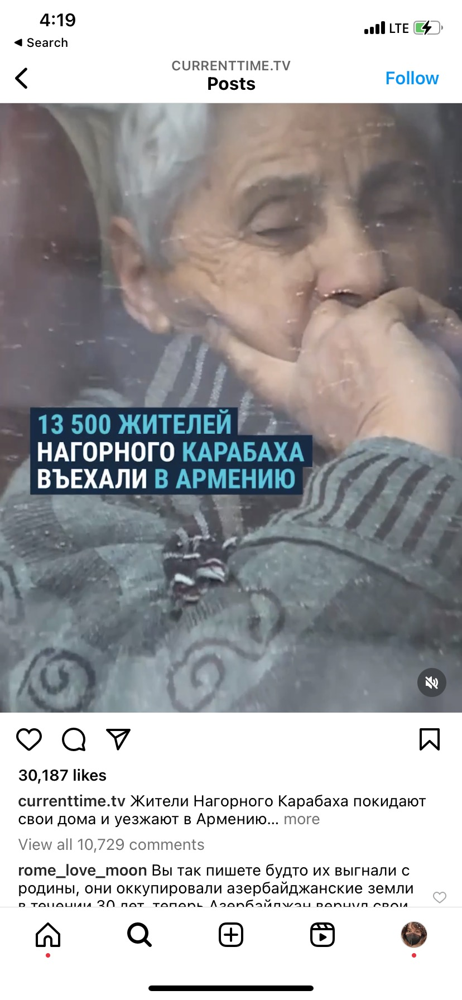 4:19
LTE
Search
CURRENTTIME.TV
Posts
Follow
13 500 ЖИТЕЛЕЙ
НАГОРНОГО КАРАБАХА
ВЪЕХАЛИ В АРМЕНИЮ
30,187 likes
currenttime.tv Жители Нагорного Карабаха покидают
свои дома и уезжают в Армению... more
View all 10,729 comments
rome_love_moon Вы так пишете будто их выгнали с
родины, они оккупировали азербайджанские земли
в течении 30 лет, теперь Азербайджан вернул свои